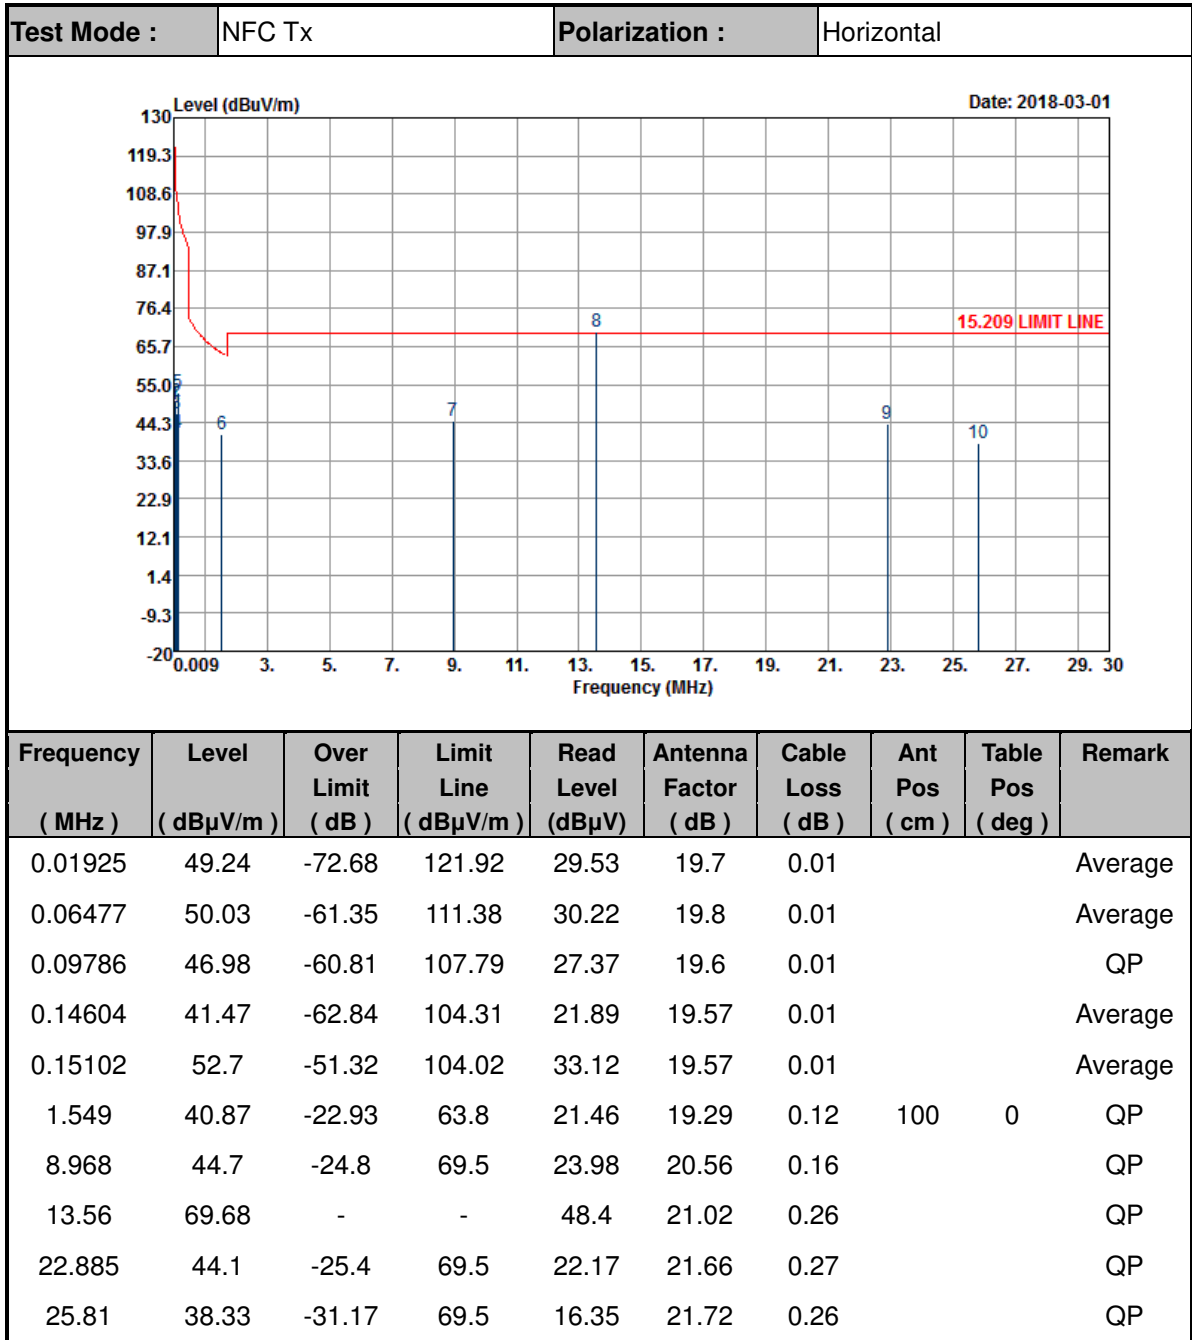 Test Mode : NFC Tx Polarization : Horizontal
Level (dBuV/m) Date: 2018-03-01
130
119.3
108.6
97.9
87.1
76.4
8
15.209 LIMIT LINE
65.7
55.0
5
44.3
6
7
9
10
33.6
22.9
12.1
1.4
-9.3
-20
0.009 3. 5. 7. 9. 11. 13. 15. 17. 19. 21. 23. 25. 27. 29. 30
Frequency (MHz)
Frequency Level Over Limit Read Antenna Cable Ant Table Remark
Limit Line Level Factor Loss Pos Pos
( MHz ) ( dBµV/m ) ( dB ) ( dBµV/m ) (dBµV) ( dB ) ( dB ) ( cm ) ( deg )
0.01925 49.24 -72.68 121.92 29.53 19.7 0.01 Average
0.06477 50.03 -61.35 111.38 30.22 19.8 0.01 Average
0.09786 46.98 -60.81 107.79 27.37 19.6 0.01 QP
0.14604 41.47 -62.84 104.31 21.89 19.57 0.01 Average
0.15102 52.7 -51.32 104.02 33.12 19.57 0.01 Average
1.549 40.87 -22.93 63.8 21.46 19.29 0.12 100 0 QP
8.968 44.7 -24.8 69.5 23.98 20.56 0.16 QP
13.56 69.68 - - 48.4 21.02 0.26 QP
22.885 44.1 -25.4 69.5 22.17 21.66 0.27 QP
25.81 38.33 -31.17 69.5 16.35 21.72 0.26 QP